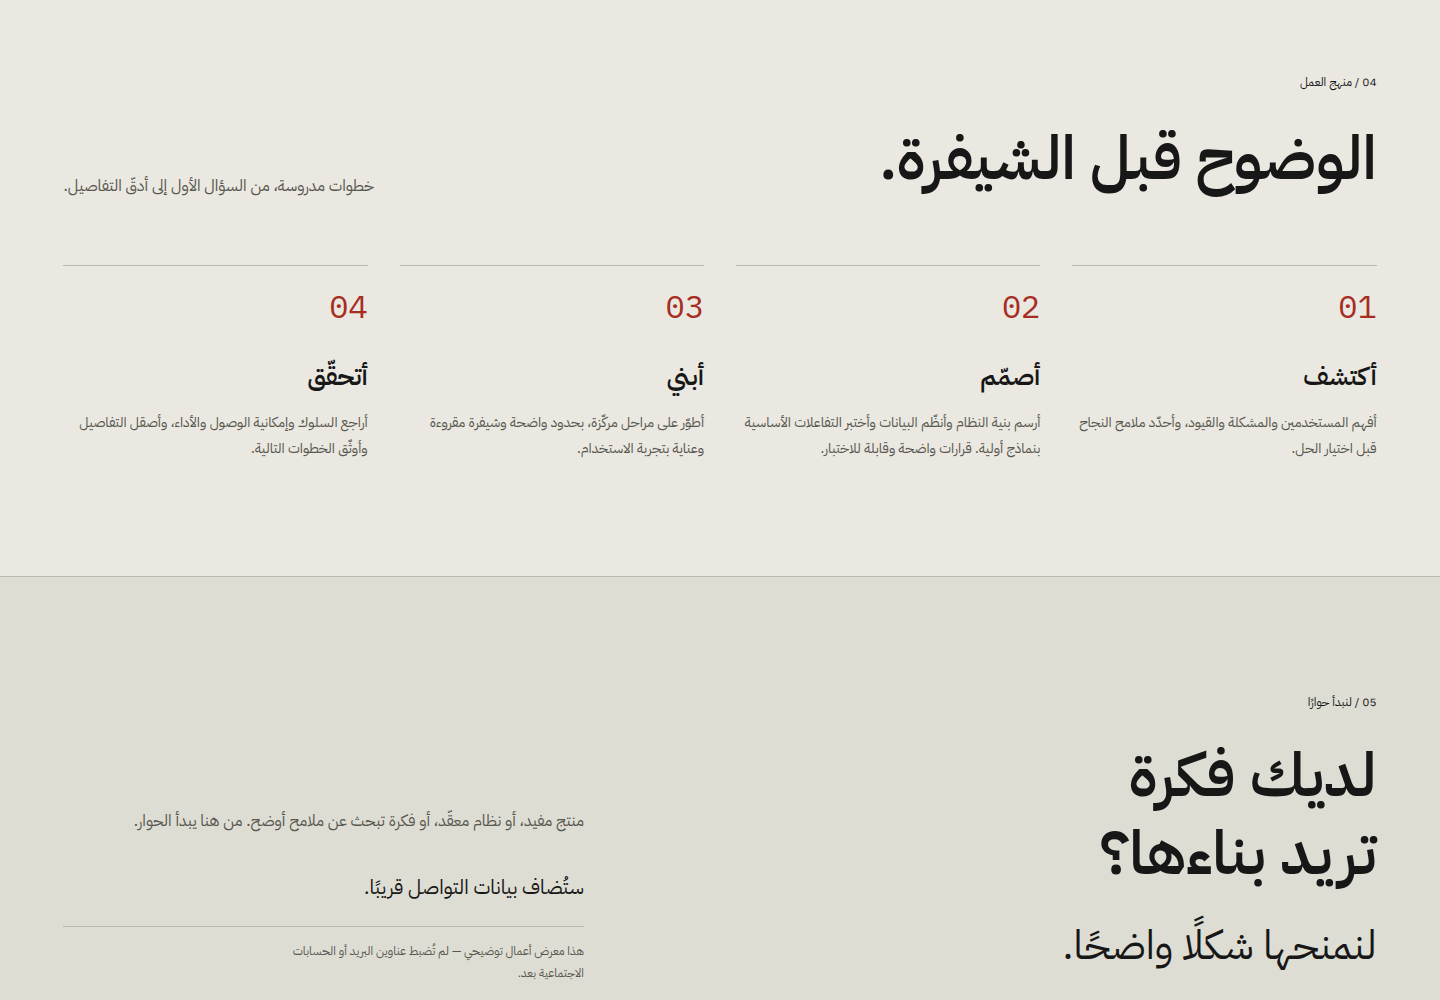 04 / منهج العمل
الوضوح قبل الشيفرة.
خطوات مدروسة، من السؤال الأول إلى أدقّ التفاصيل.
01
أكتشف
أفهم المستخدمين والمشكلة والقيود، وأحدّد ملامح النجاح
قبل اختيار الحل.
02
أصمّم
أرسم بنية النظام وأنظّم البيانات وأختبر التفاعلات الأساسية
بنماذج أولية. قرارات واضحة وقابلة للاختبار.
03
أبني
أطوّر على مراحل مركّزة، بحدود واضحة وشيفرة مقروءة
وعناية بتجربة الاستخدام.
04
أتحقّق
أراجع السلوك وإمكانية الوصول والأداء، وأصقل التفاصيل
وأوثّق الخطوات التالية.
05 / لنبدأ حوارًا
لديك فكرة
تريد بناءها؟
لنمنحها شكلًا واضحًا.
منتج مفيد، أو نظام معقّد، أو فكرة تبحث عن ملامح أوضح. من هنا يبدأ الحوار.
ستُضاف بيانات التواصل قريبًا.
هذا معرض أعمال توضيحي — لم تُضبط عناوين البريد أو الحسابات
الاجتماعية بعد.